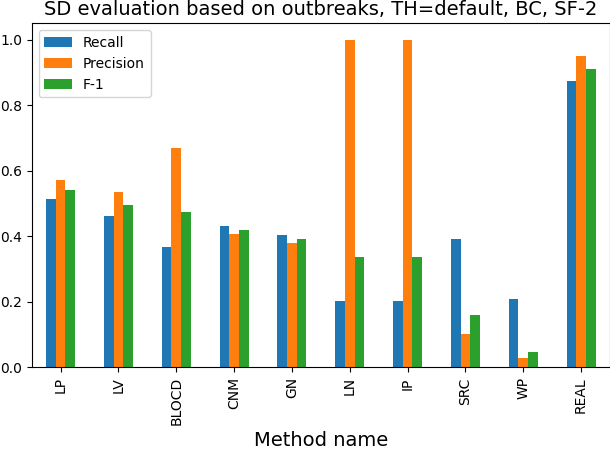 SD evaluation based on outbreaks, TH=default, BC, SF-2
1.0
0.8
0.6
0.4
0.2
0.0
Recall
Precision
F-1
LP
LV
BLOCD
CNM
GN
LN
IP
SRC
WP
REAL
Method name